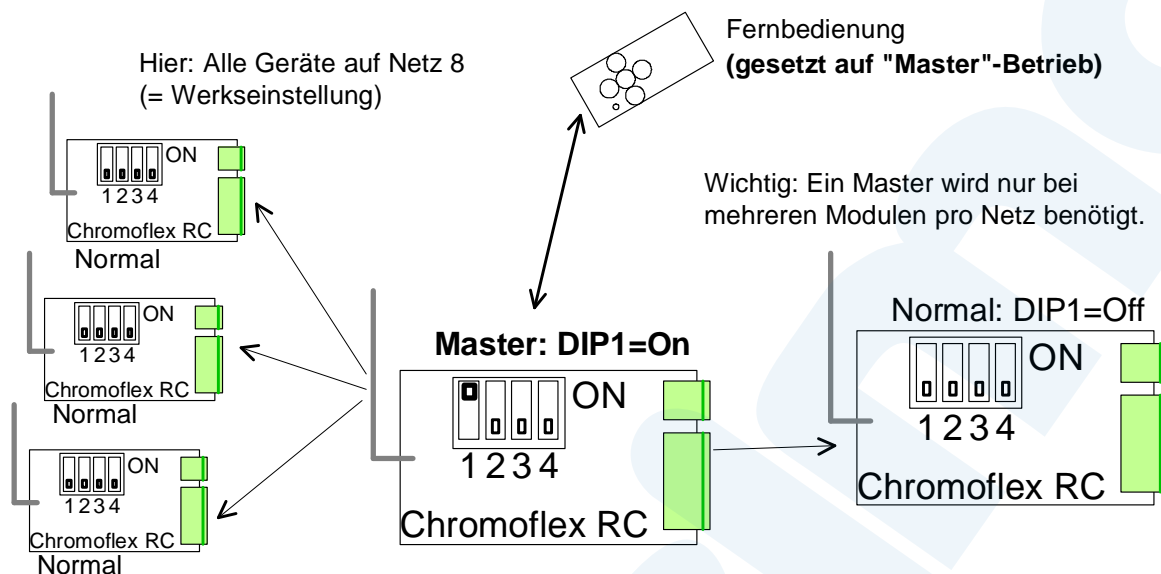 Fernbedienung
(gesetzt auf "Master"-Betrieb)
Hier: Alle Geräte auf Netz 8
(= Werkseinstellung)
Wichtig: Ein Master wird nur bei
mehreren Modulen pro Netz benötigt.
ON
1234
Chromoflex RC
Normal
ON
1234
Chromoflex RC
Normal
ON
1234
Chromoflex RC
Normal
Master: DIP1=On
ON
1234
Chromoflex RC
Normal: DIP1=Off
ON
1234
Chromoflex RC